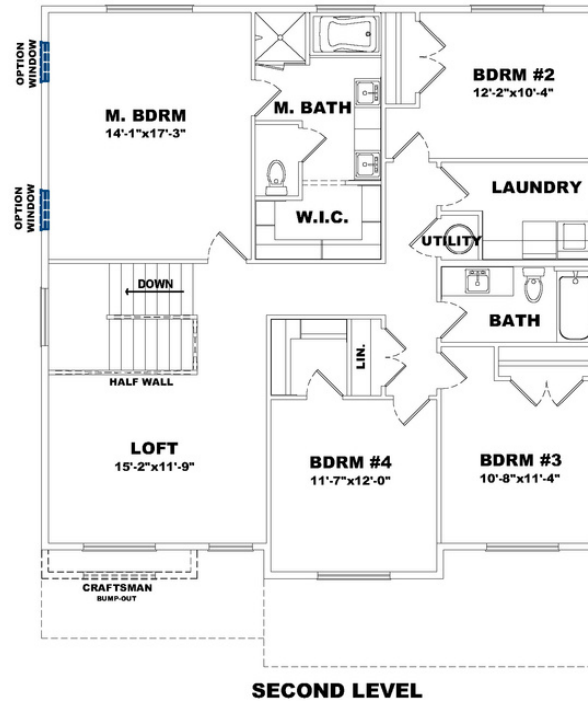 OPTION
WINDOW
M. BDRM
14'-1"x17'-3"
M. BATH
BDRM #2
12'-2"x10'-4"
OPTION
WINDOW
W.I.C.
LAUNDRY
UTILITY
DOWN
BATH
HALF WALL
LIN.
LOFT
15'-2"x11'-9"
BDRM #4
11'-7"x12'-0"
BDRM #3
10'-8"x11'-4"
CRAFTSMAN
BUMP-OUT
SECOND LEVEL